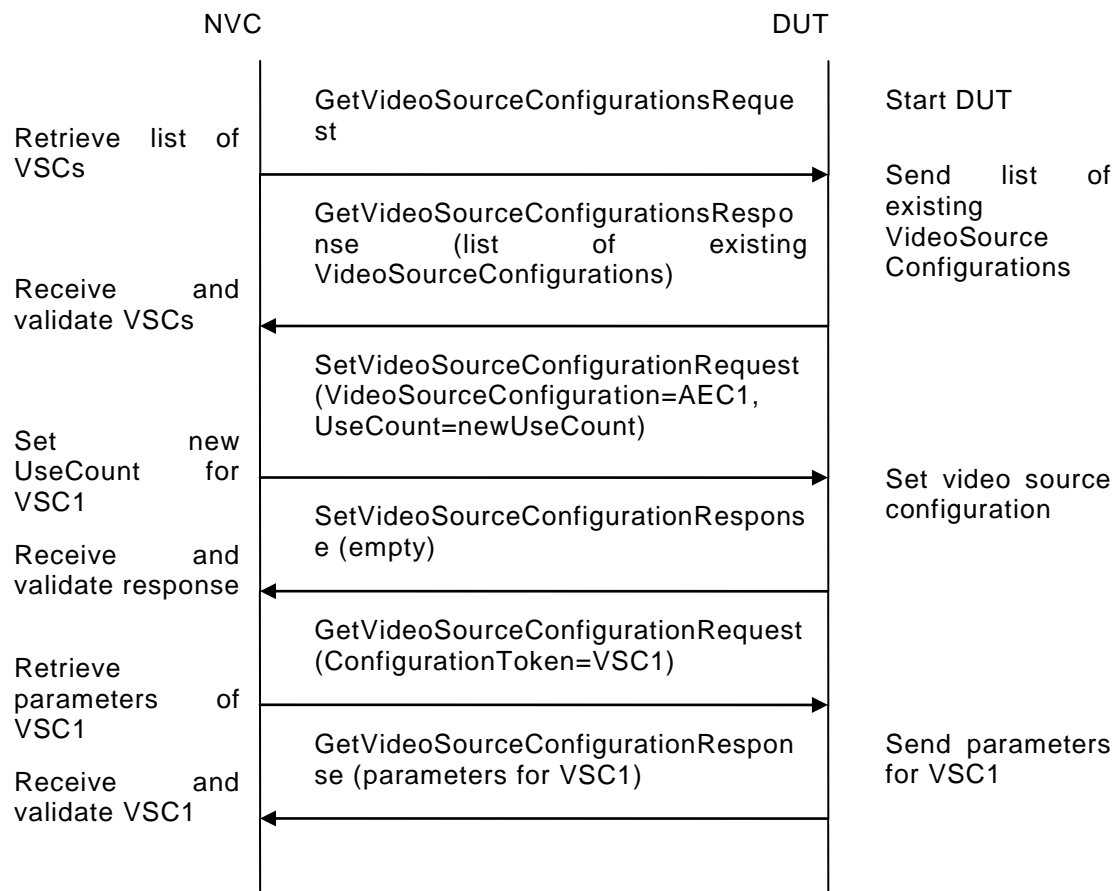 NVC
DUT
GetVideoSourceConfigurationsReque
st
Start DUT
Retrieve list of
VSCs
Send list of
existing
VideoSource
Configurations
GetVideoSourceConfigurationsRespo
nse (list of existing
VideoSourceConfigurations)
Receive and
validate VSCs
SetVideoSourceConfigurationRequest
(VideoSourceConfiguration=AEC1,
UseCount=newUseCount)
Set new
UseCount for
VSC1
Set video source
configuration
SetVideoSourceConfigurationRespons
e (empty)
Receive and
validate response
GetVideoSourceConfigurationRequest
(ConfigurationToken=VSC1)
Retrieve
parameters of
VSC1
GetVideoSourceConfigurationRespon
se (parameters for VSC1)
Send parameters
for VSC1
Receive and
validate VSC1